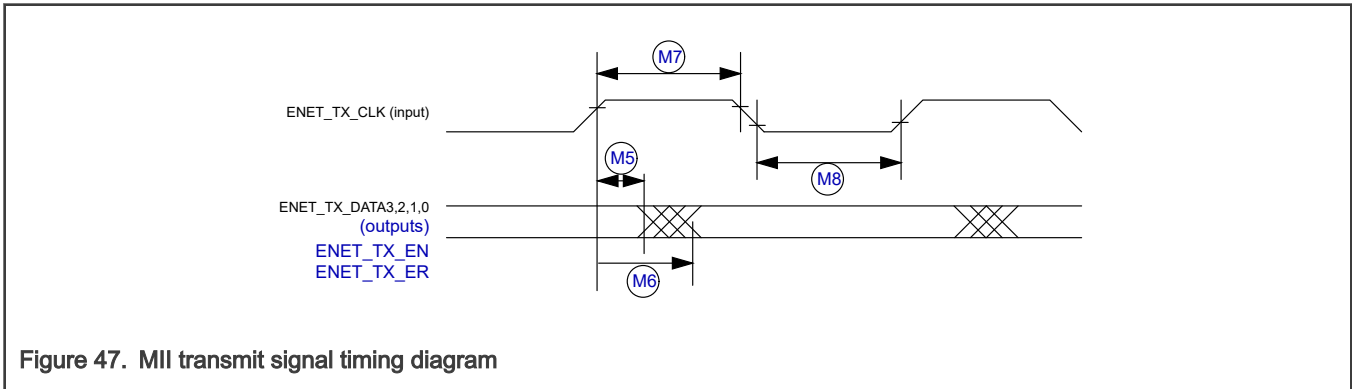 M7
ENET_TX_CLK (input)
M5
M8
ENET_TX_DATA3,2,1,0
(outputs)
ENET_TX_EN
ENET_TX_ER
M6
Figure 47. MII transmit signal timing diagram